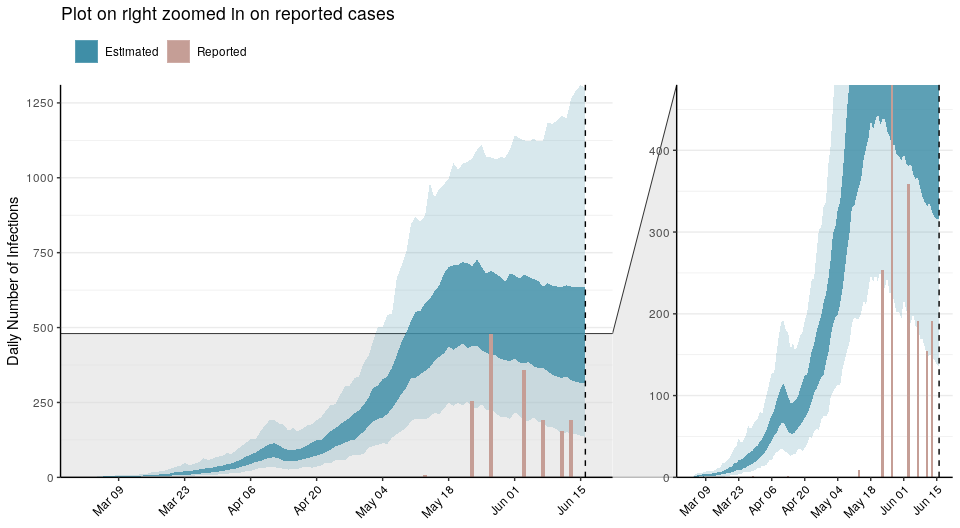 Plot on right zoomed in on reported cases
Estimated Reported
Daily Number of Infections
1250
1000
750
500
250
0
Mar 09 Mar 23 Apr 06 Apr 20 May 04 May 18 Jun 01 Jun 15
400
300
200
100
0
Mar 09 Mar 23 Apr 06 Apr 20 May 04 May 18 Jun 01 Jun 15